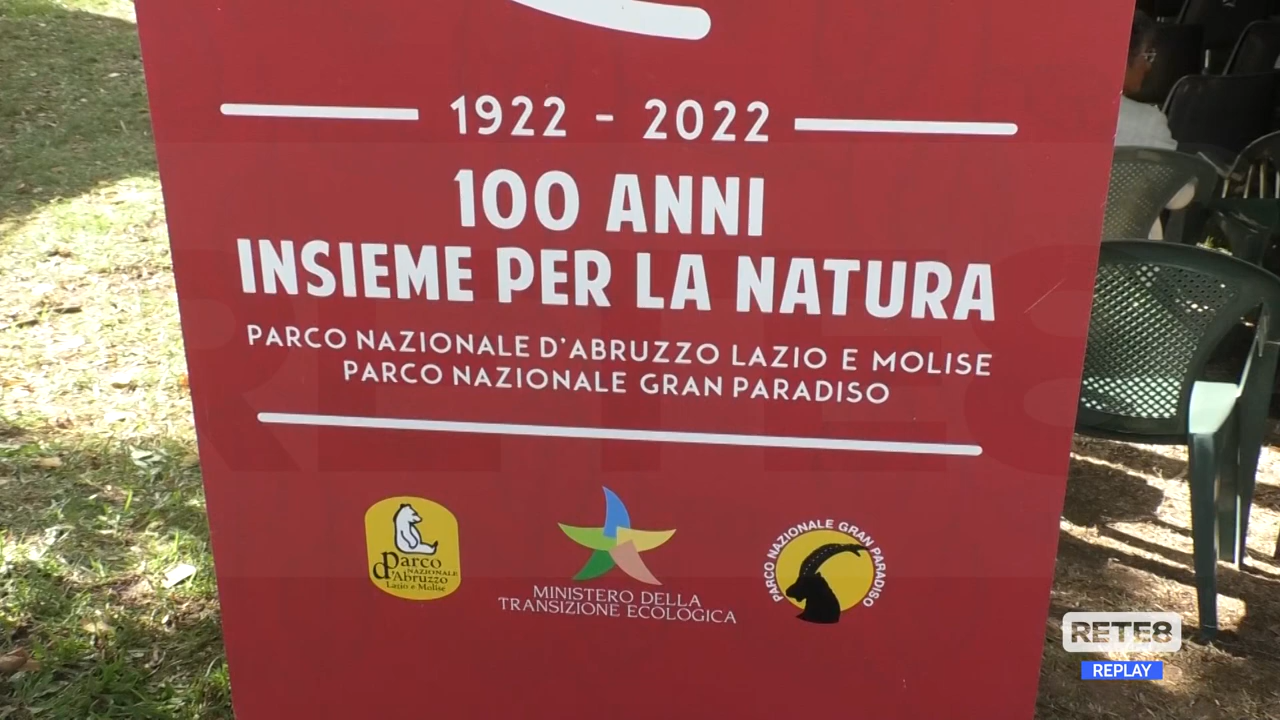 1922 - 2022
100 ANNI
INSIEME PER LA NATURA
PARCO NAZIONALE D'ABRUZZO LAZIO E MOLISE
PARCO NAZIONALE GRAN PARADISO
Parco
NAZIONALE
d'Abruzzo
Lazio e Molise
MINISTERO DELLA
TRANSIZIONE ECOLOGICA
PARCO NAZIONALE GRAN PARADISO
RETE8
RETE8
REPLAY